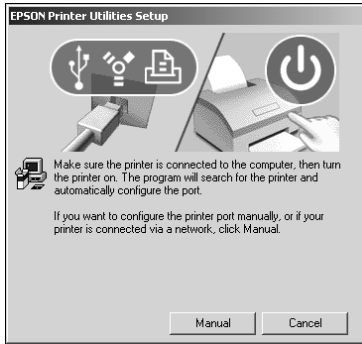 EPSON Printer Utilities Setup
Make sure the printer is connected to the computer, then turn
the printer on. The program will search for the printer and
automatically configure the port.
If you want to configure the printer port manually, or if your
printer is connected via a network, click Manual.
Manual
Cancel